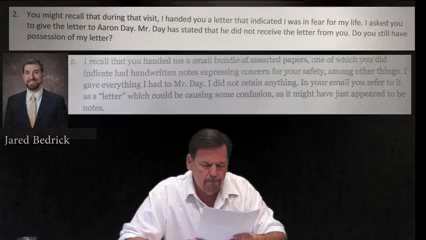 2. You might recall that during that visit, I handed you a letter that indicated I was in fear for my life. I asked you
to give the letter to Aaron Day. Mr. Day has stated that he did not receive the letter from you. Do you still have
possession of my letter?
2. I recall that you handed me a small bundle of assorted papers, one of which you did
indicate had handwritten notes expressing concern for your safety, among other things. I
gave everything I had to Mr. Day. I did not retain anything. In your email you refer to it
as a "letter" which could be causing some confusion, as it might have just appeared to be
notes.
Jared Bedrick